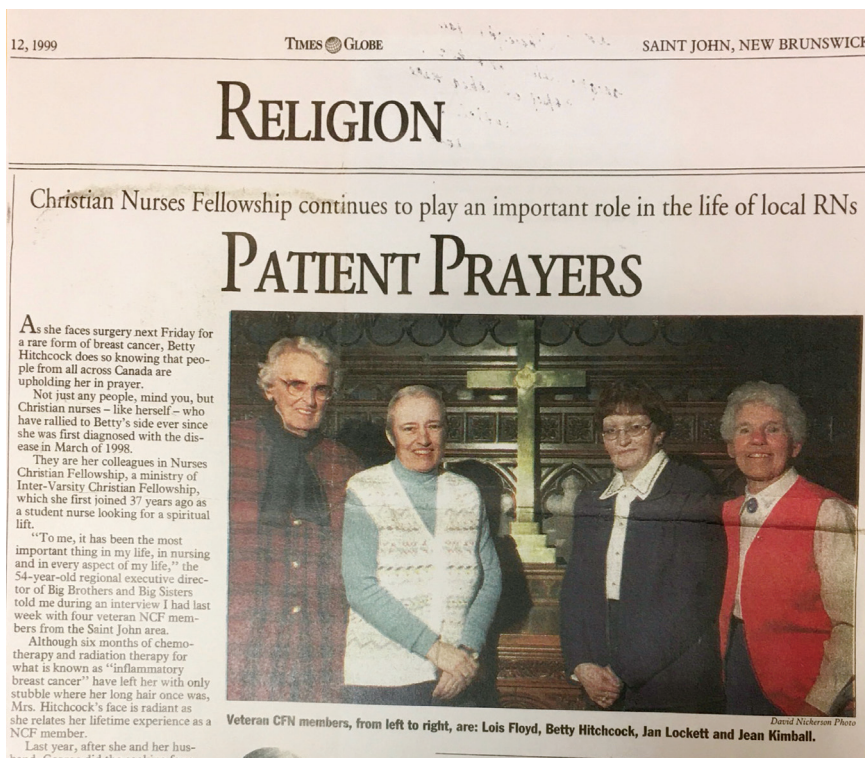 12, 1999
TIMES GLOBE
SAINT JOHN, NEW BRUNSWICK
RELIGION
Christian Nurses Fellowship continues to play an important role in the life of local RNs
PATIENT PRAYERS
As she faces surgery next Friday for
a rare form of breast cancer, Betty
Hitchcock does so knowing that peo-
ple from all across Canada are
upholding her in prayer.
Not just any people, mind you, but
Christian nurses – like herself – who
have rallied to Betty's side ever since
she was first diagnosed with the dis-
ease in March of 1998.
They are her colleagues in Nurses
Christian Fellowship, a ministry of
Inter-Varsity Christian Fellowship,
which she first joined 37 years ago as
a student nurse looking for a spiritual
lift.
"To me, it has been the most
important thing in my life, in nursing
and in every aspect of my life," the
54-year-old regional executive direc-
tor of Big Brothers and Big Sisters
told me during an interview I had last
week with four veteran NCF mem-
bers from the Saint John area.
Although six months of chemo-
therapy and radiation therapy for
what is known as "inflammatory
breast cancer" have left her with only
stubble where her long hair once was,
Mrs. Hitchcock's face is radiant as
she relates her lifetime experience as a
NCF member.
Last year, after she and her hus-
David Nickerson Photo
Veteran CFN members, from left to right, are: Lois Floyd, Betty Hitchcock, Jan Lockett and Jean Kimball.